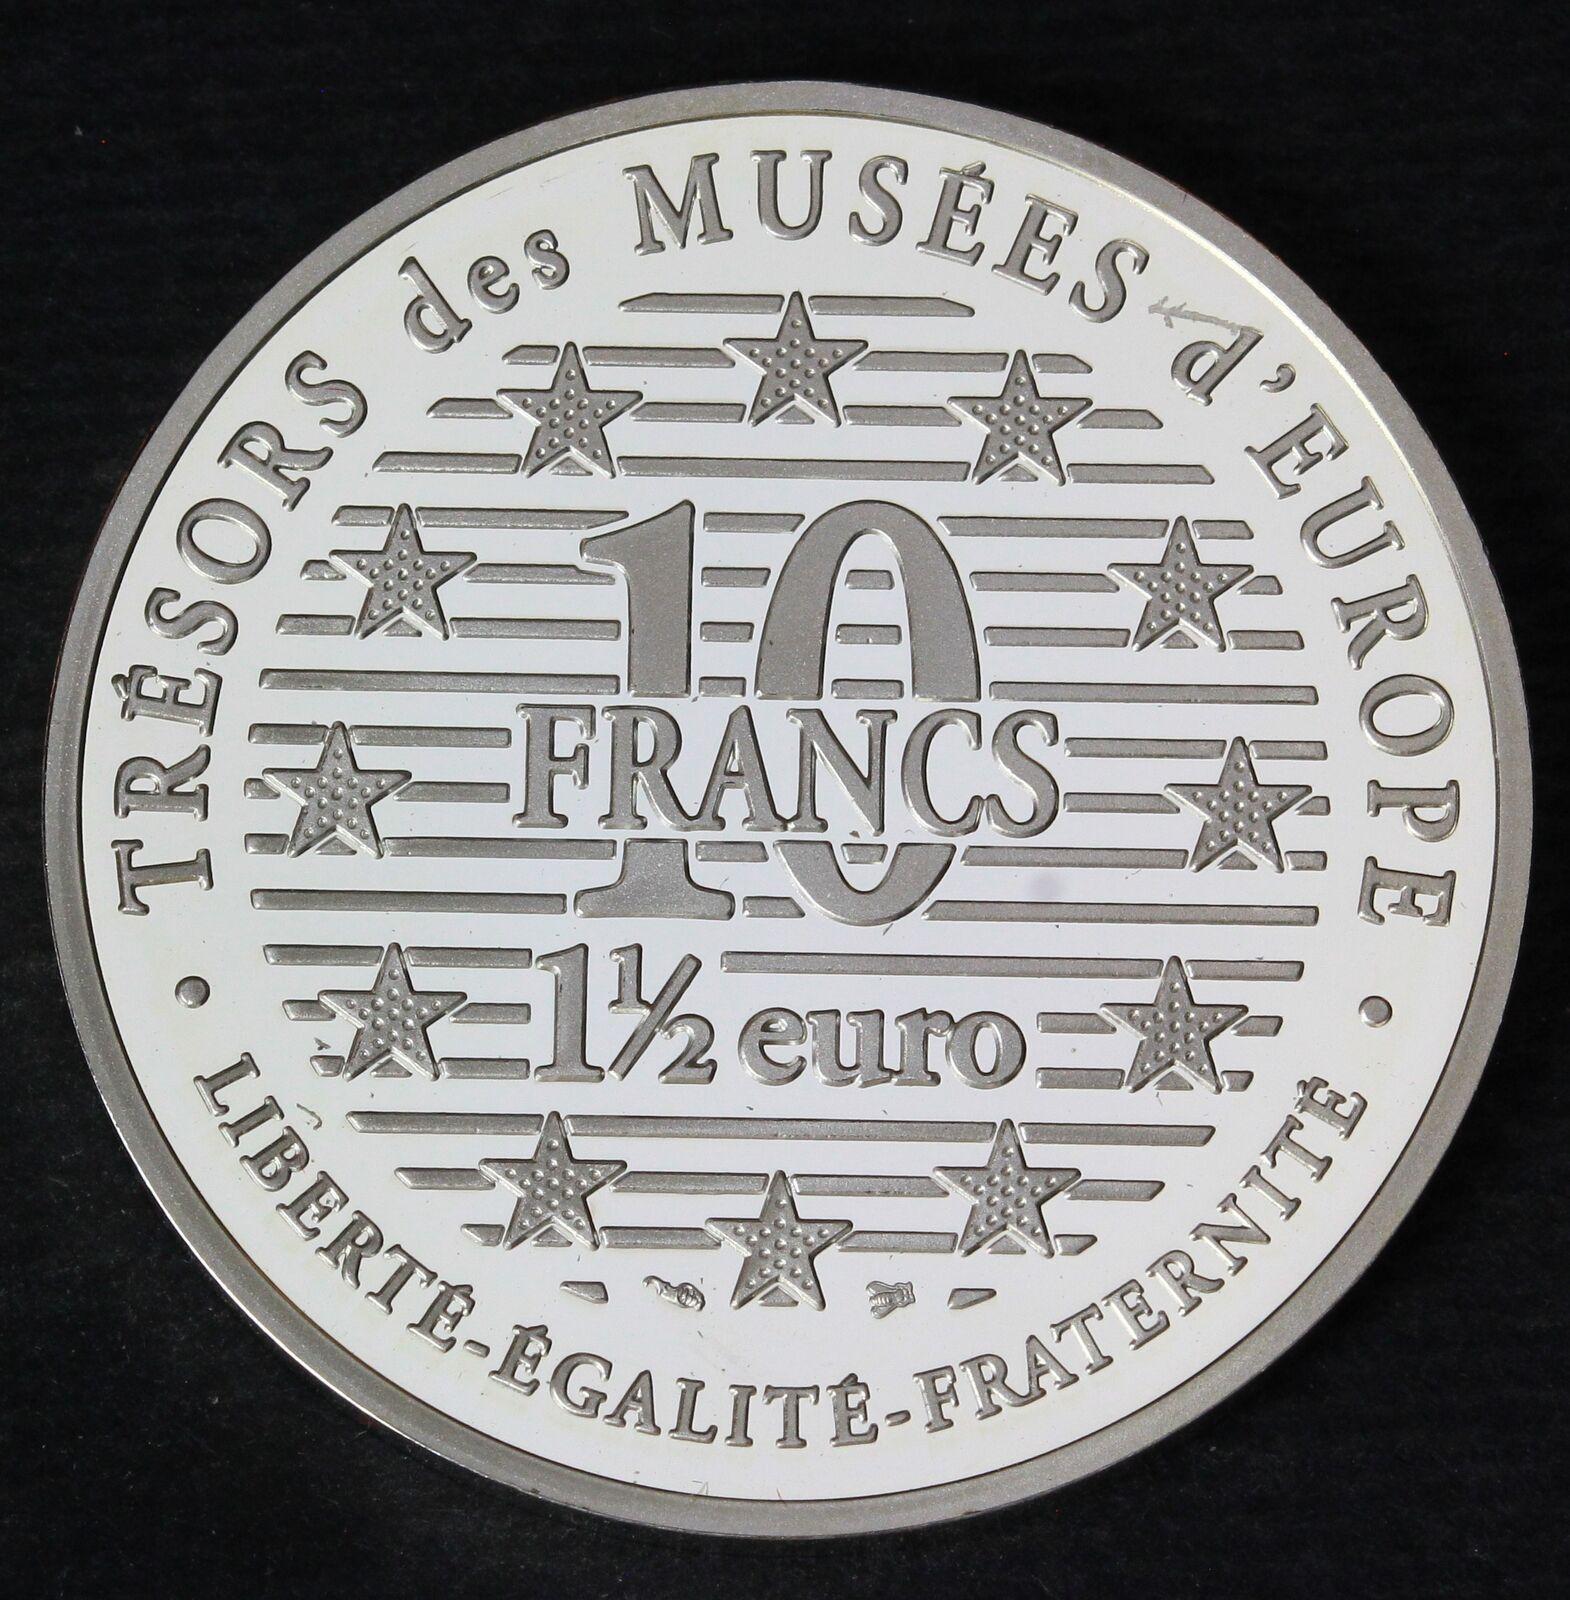 TRÉSORS des MUSÉES d'EUROPE
10
FRANCS
1½ euro
LIBERTÉ-ÉGALITÉ-FRATERNITÉ